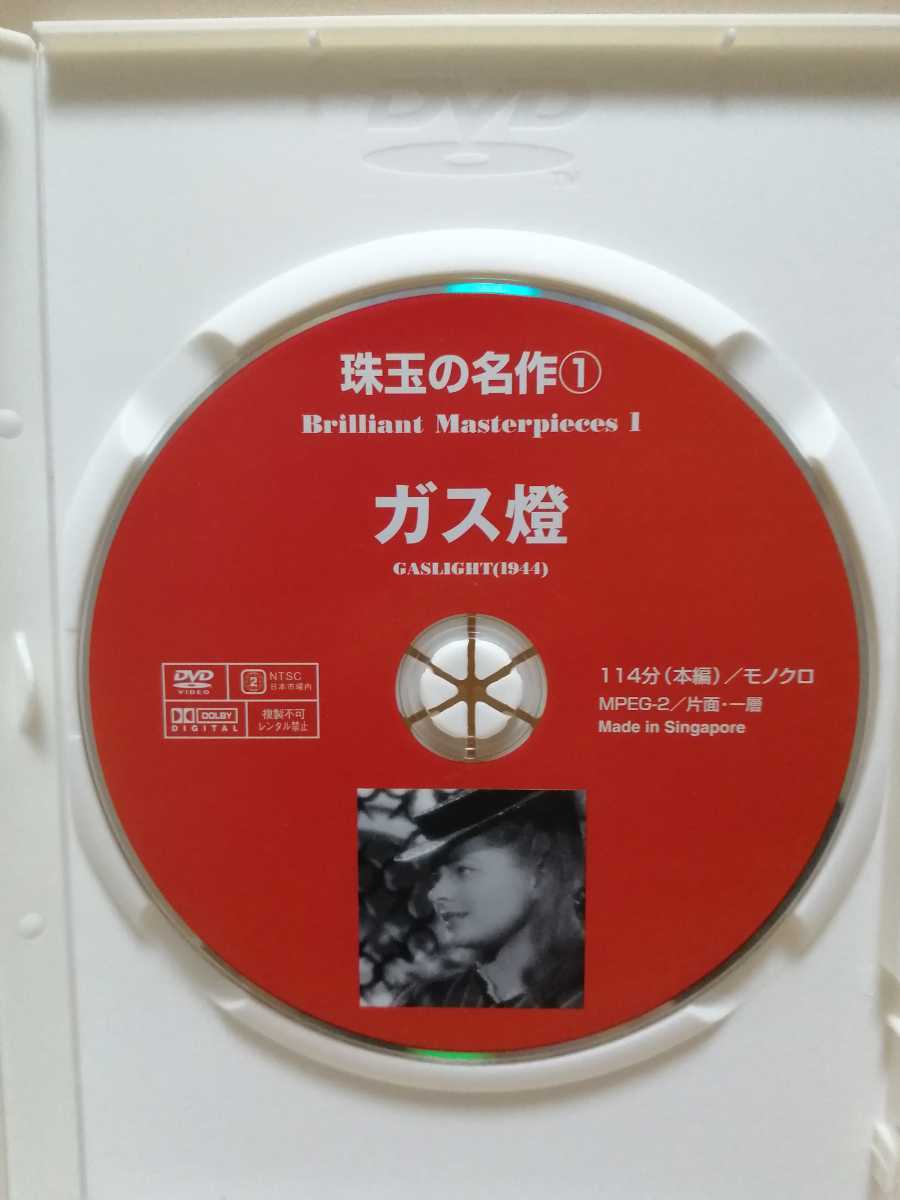 DVD
TM
珠玉の名作①
Brilliant Masterpieces 1
ガス燈
GASLIGHT(1944)
DVD
VIDEO
2
NTSC
日本市場内
DOLBY
DIGITAL
複製不可
レンタル禁止
114分(本編)/モノクロ
MPEG-2/片面・一層
Made in Singapore